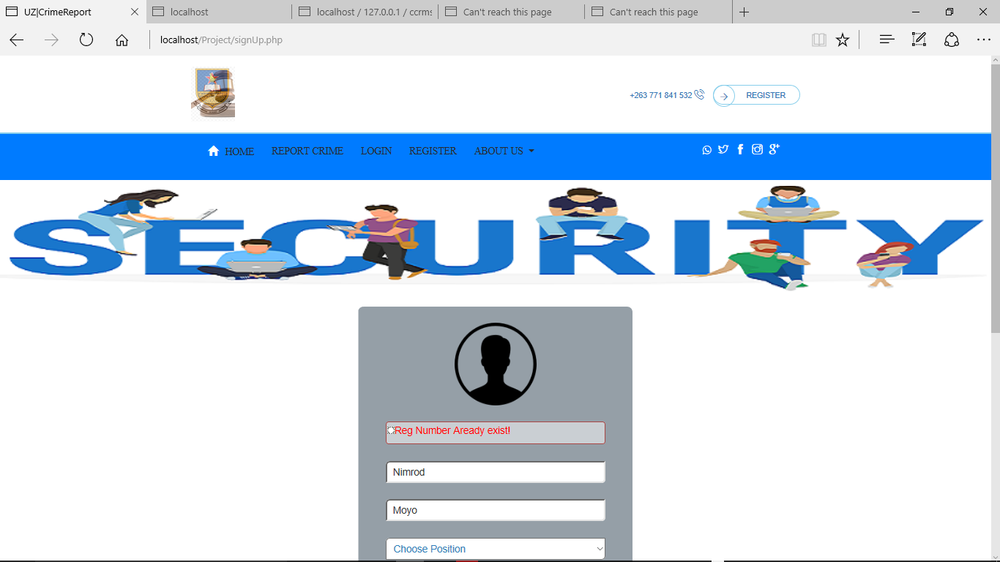 UZ|CrimeReport
localhost
localhost / 127.0.0.1 / ccrms
Can't reach this page
Can't reach this page
localhost/Project/signUp.php
+263 771 841 532
REGISTER
HOME REPORT CRIME LOGIN REGISTER ABOUT US
SECURITY
Reg Number Aready exist!
Nimrod
Moyo
Choose Position